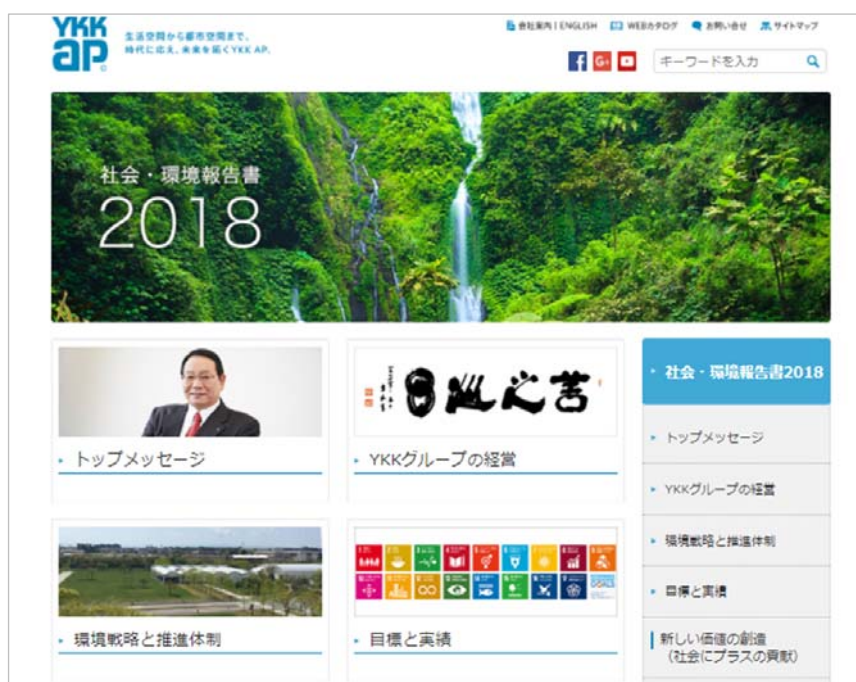 YKK
ap
生活空間から都市空間まで、
時代に応え、未来を拓くYKK AP。
会社案内 | ENGLISH
WEBカタログ
お問い合せ
サイトマップ
f
G+
キーワードを入力
社会・環境報告書
2018
トップメッセージ
YKKグループの経営
環境戦略と推進体制
目標と実績
社会・環境報告書2018
トップメッセージ
YKKグループの経営
環境戦略と推進体制
目標と実績
新しい価値の創造
（社会にプラスの貢献）